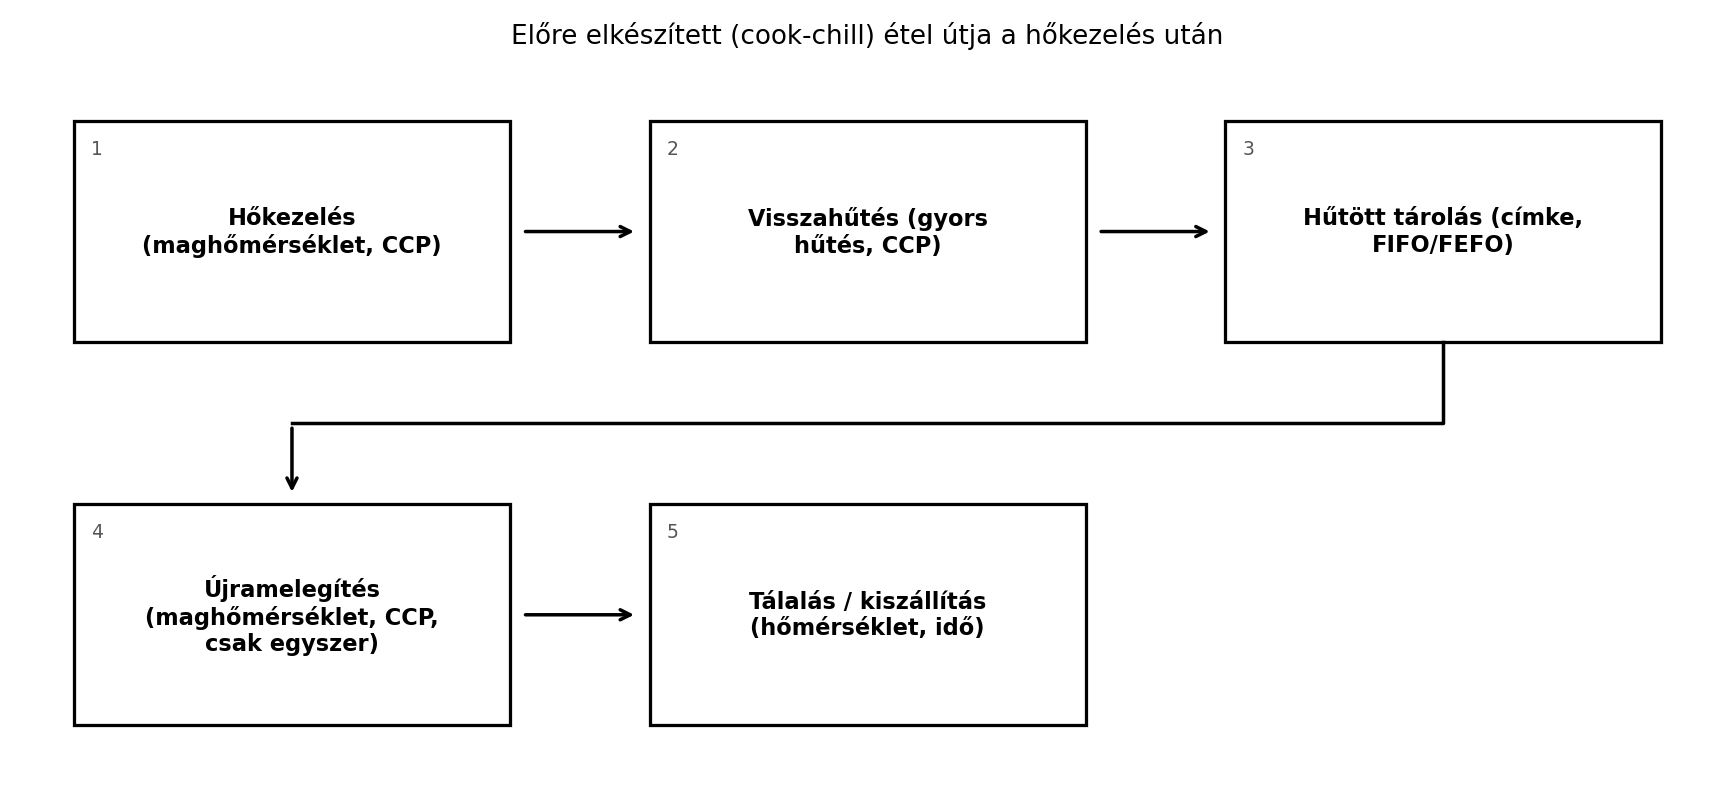 Előre elkészített (cook-chill) étel útja a hőkezelés után
1
Hőkezelés
(maghőmérséklet, CCP)
2
Visszahűtés (gyors
hűtés, CCP)
3
Hűtött tárolás (címke,
FIFO/FEFO)
4
Újramelegítés
(maghőmérséklet, CCP,
csak egyszer)
5
Tálalás / kiszállítás
(hőmérséklet, idő)